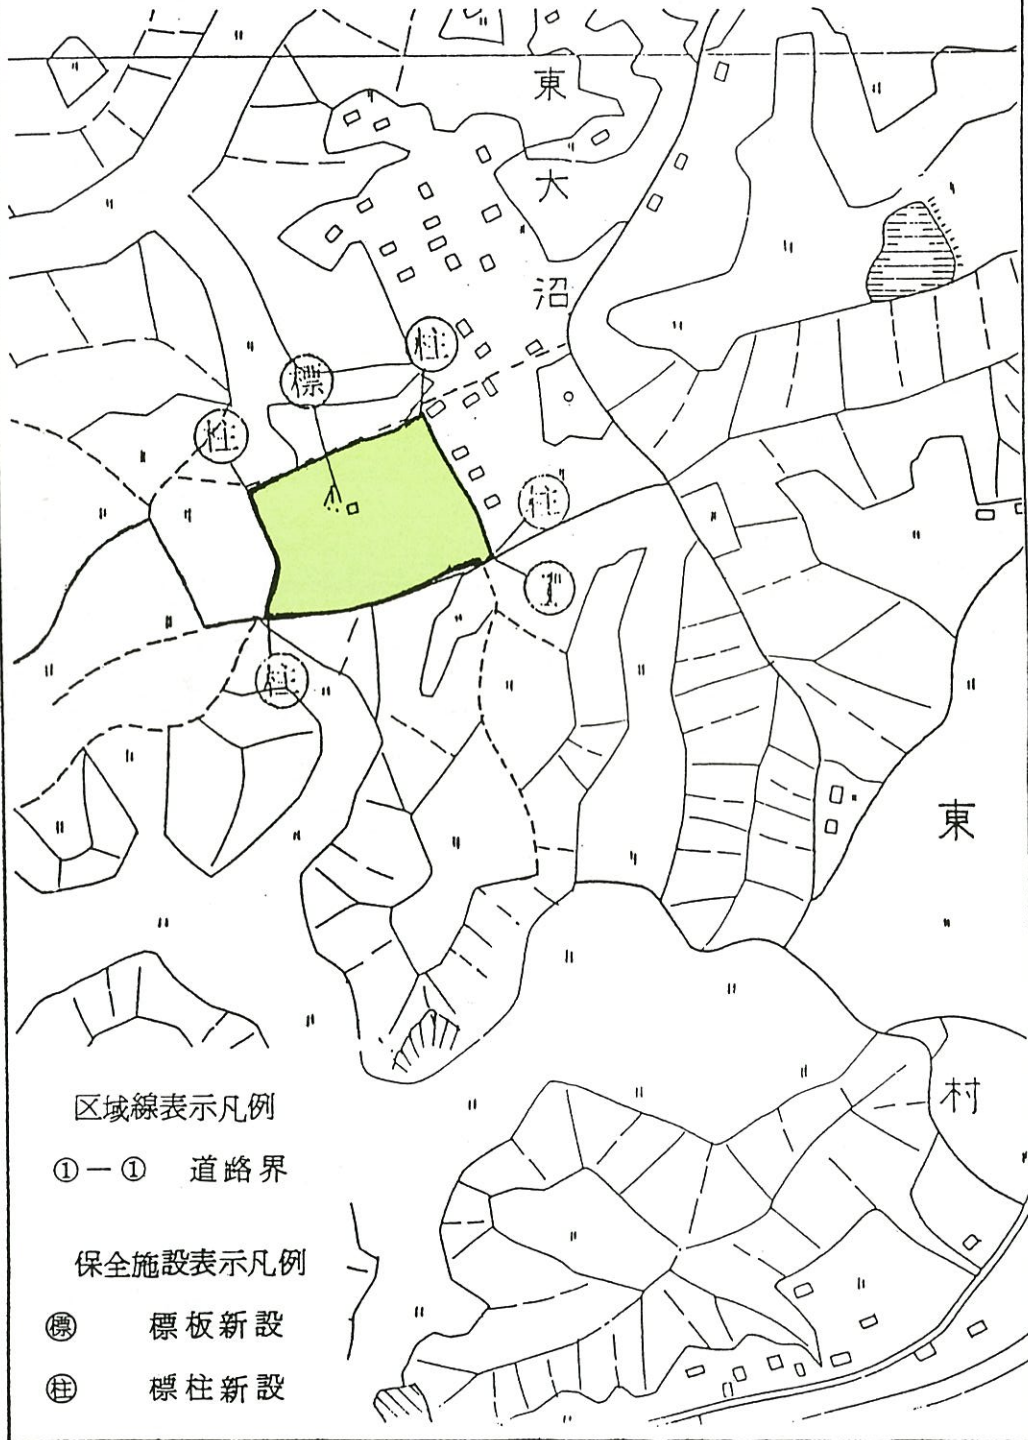 東
大
沼
柱
標
柱
柱
①
柱
東
村
区域線表示凡例
①ー① 道路界
保全施設表示凡例
標 標板新設
柱 標柱新設